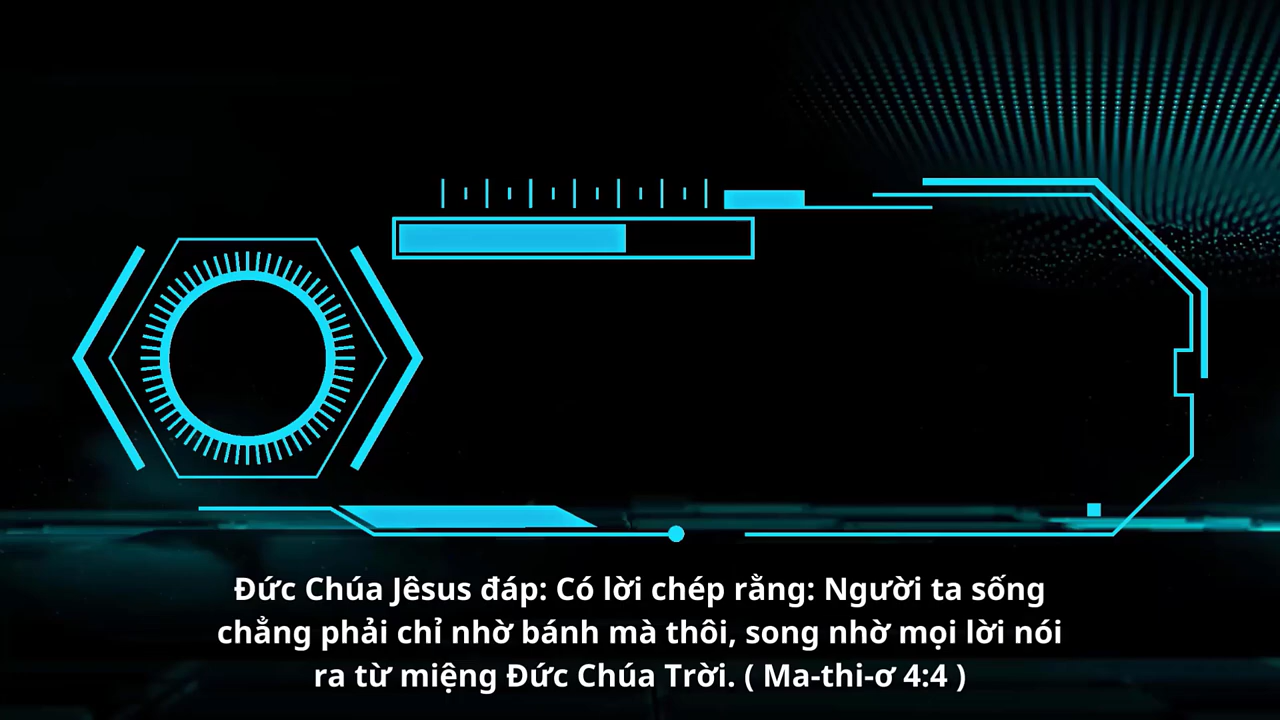 Đức Chúa Jêsus đáp: Có lời chép rằng: Người ta sống
chẳng phải chỉ nhờ bánh mà thôi, song nhờ mọi lời nói
ra từ miệng Đức Chúa Trời. ( Ma-thi-ơ 4:4 )